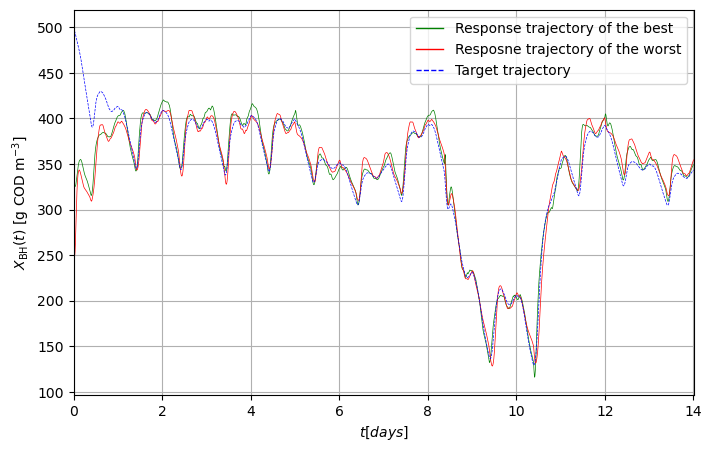 Response trajectory of the best
Resposne trajectory of the worst
Target trajectory
500
450
400
350
300
250
200
150
100
X_BH(t) [g COD m⁻³]
0 2 4 6 8 10 12 14
t[days]